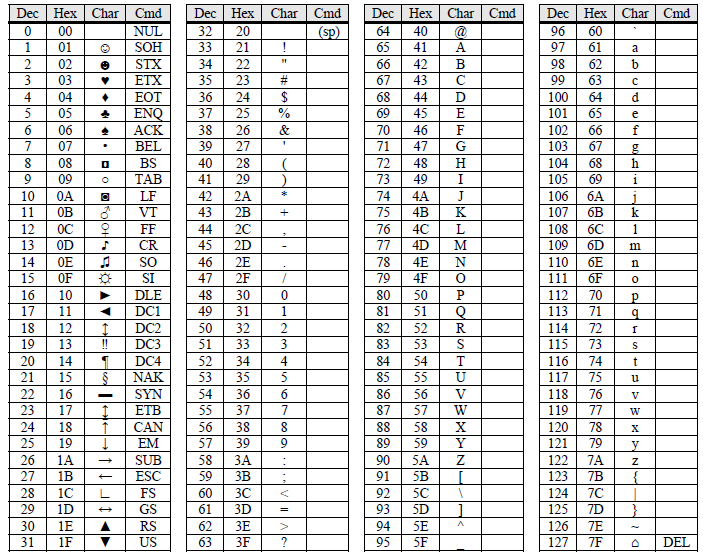 Dec Hex Char Cmd Dec Hex Char Cmd Dec Hex Char Cmd Dec Hex Char Cmd
0 00 NUL 32 20 (sp) 64 40 @ 96 60 `
1 01 ☺ SOH 33 21 ! 65 41 A 97 61 a
2 02 ☻ STX 34 22 " 66 42 B 98 62 b
3 03 ♥ ETX 35 23 # 67 43 C 99 63 c
4 04 ♦ EOT 36 24 $ 68 44 D 100 64 d
5 05 ♣ ENQ 37 25 % 69 45 E 101 65 e
6 06 ♠ ACK 38 26 & 70 46 F 102 66 f
7 07 • BEL 39 27 ' 71 47 G 103 67 g
8 08 ◘ BS 40 28 ( 72 48 H 104 68 h
9 09 ○ TAB 41 29 ) 73 49 I 105 69 i
10 0A ◙ LF 42 2A * 74 4A J 106 6A j
11 0B ♂ VT 43 2B + 75 4B K 107 6B k
12 0C ♀ FF 44 2C , 76 4C L 108 6C l
13 0D ♪ CR 45 2D - 77 4D M 109 6D m
14 0E ♫ SO 46 2E . 78 4E N 110 6E n
15 0F ☼ SI 47 2F / 79 4F O 111 6F o
16 10 ► DLE 48 30 0 80 50 P 112 70 p
17 11 ◄ DC1 49 31 1 81 51 Q 113 71 q
18 12 ↕ DC2 50 32 2 82 52 R 114 72 r
19 13 ‼ DC3 51 33 3 83 53 S 115 73 s
20 14 ¶ DC4 52 34 4 84 54 T 116 74 t
21 15 § NAK 53 35 5 85 55 U 117 75 u
22 16 ▬ SYN 54 36 6 86 56 V 118 76 v
23 17 ↨ ETB 55 37 7 87 57 W 119 77 w
24 18 ↑ CAN 56 38 8 88 58 X 120 78 x
25 19 ↓ EM 57 39 9 89 59 Y 121 79 y
26 1A → SUB 58 3A : 90 5A Z 122 7A z
27 1B ← ESC 59 3B ; 91 5B [ 123 7B {
28 1C ∟ FS 60 3C < 92 5C \ 124 7C |
29 1D ↔ GS 61 3D = 93 5D ] 125 7D }
30 1E ▲ RS 62 3E > 94 5E ^ 126 7E ~
31 1F ▼ US 63 3F ? 95 5F _ 127 7F ⌂ DEL